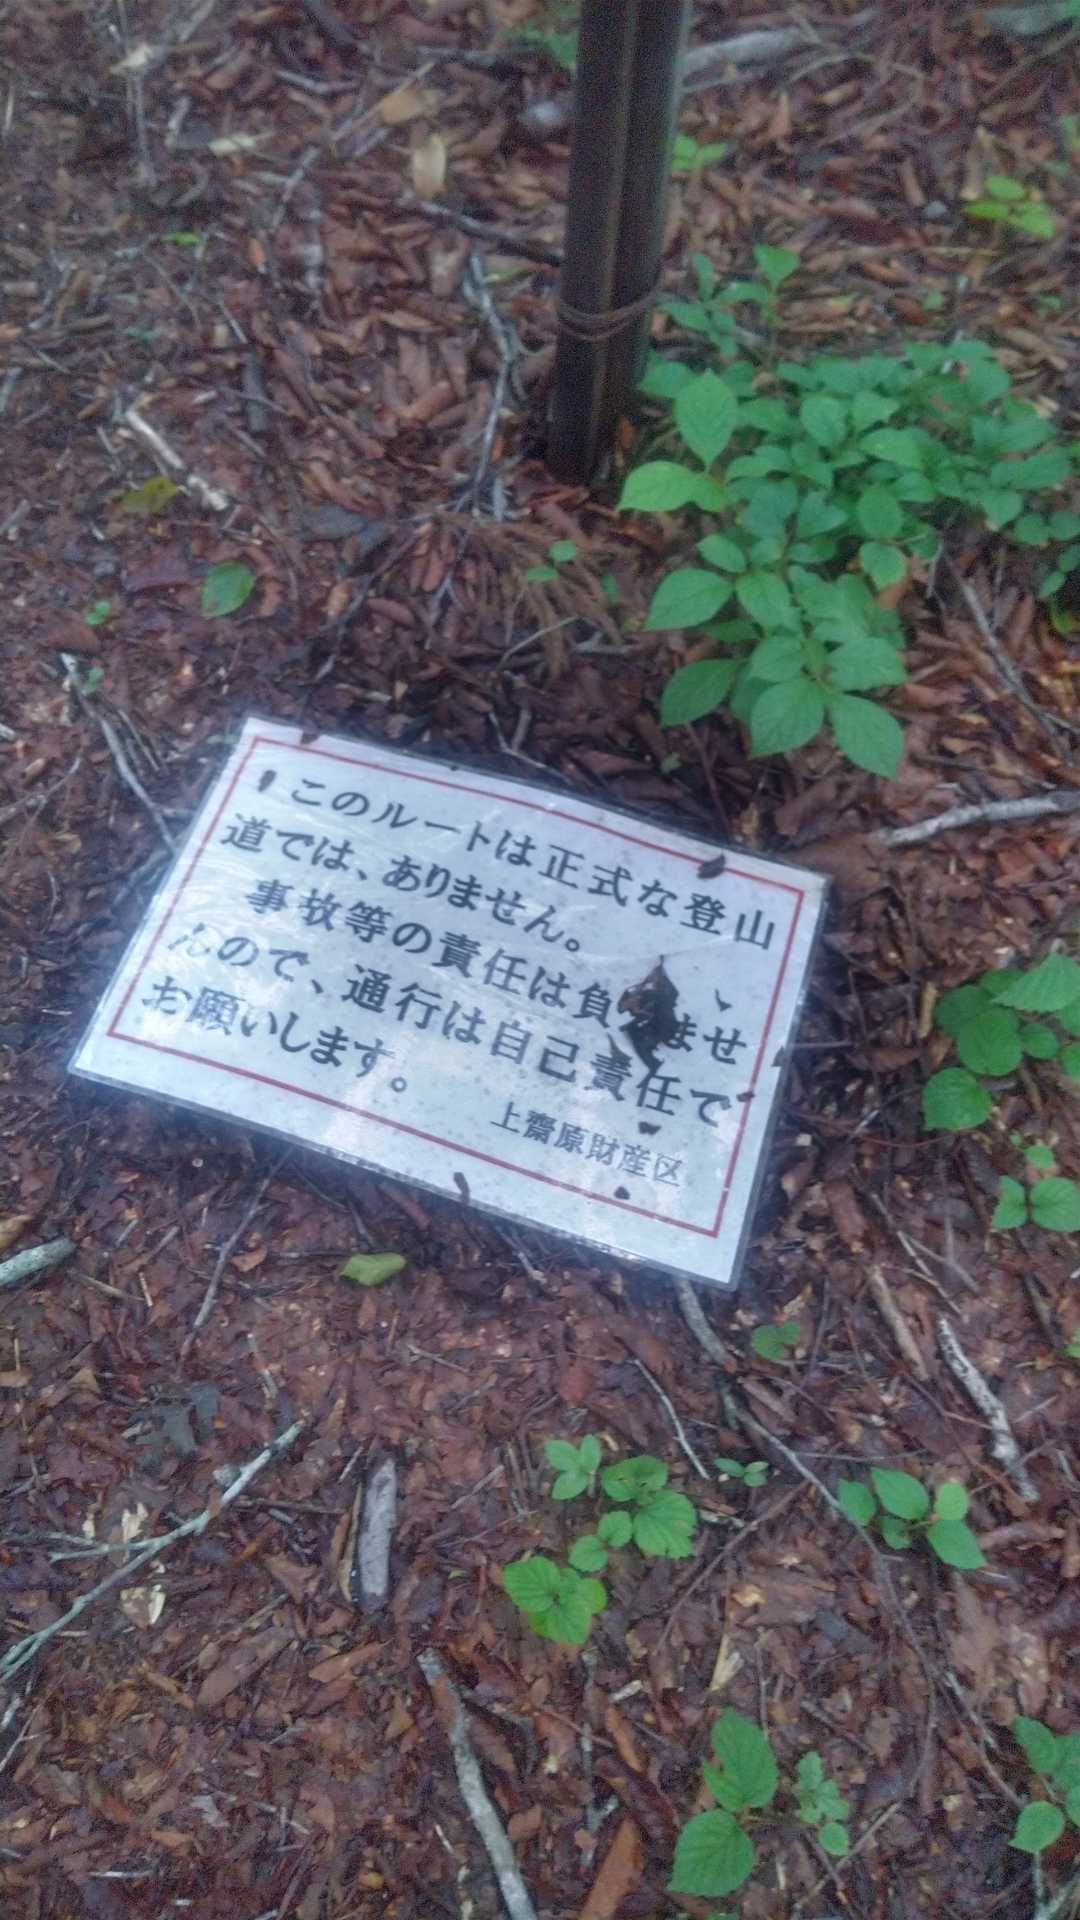 このルートは正式な登山
道では、ありません。
事故等の責任は負ませ
んので、通行は自己責任で
お願いします。
上齋原財産区